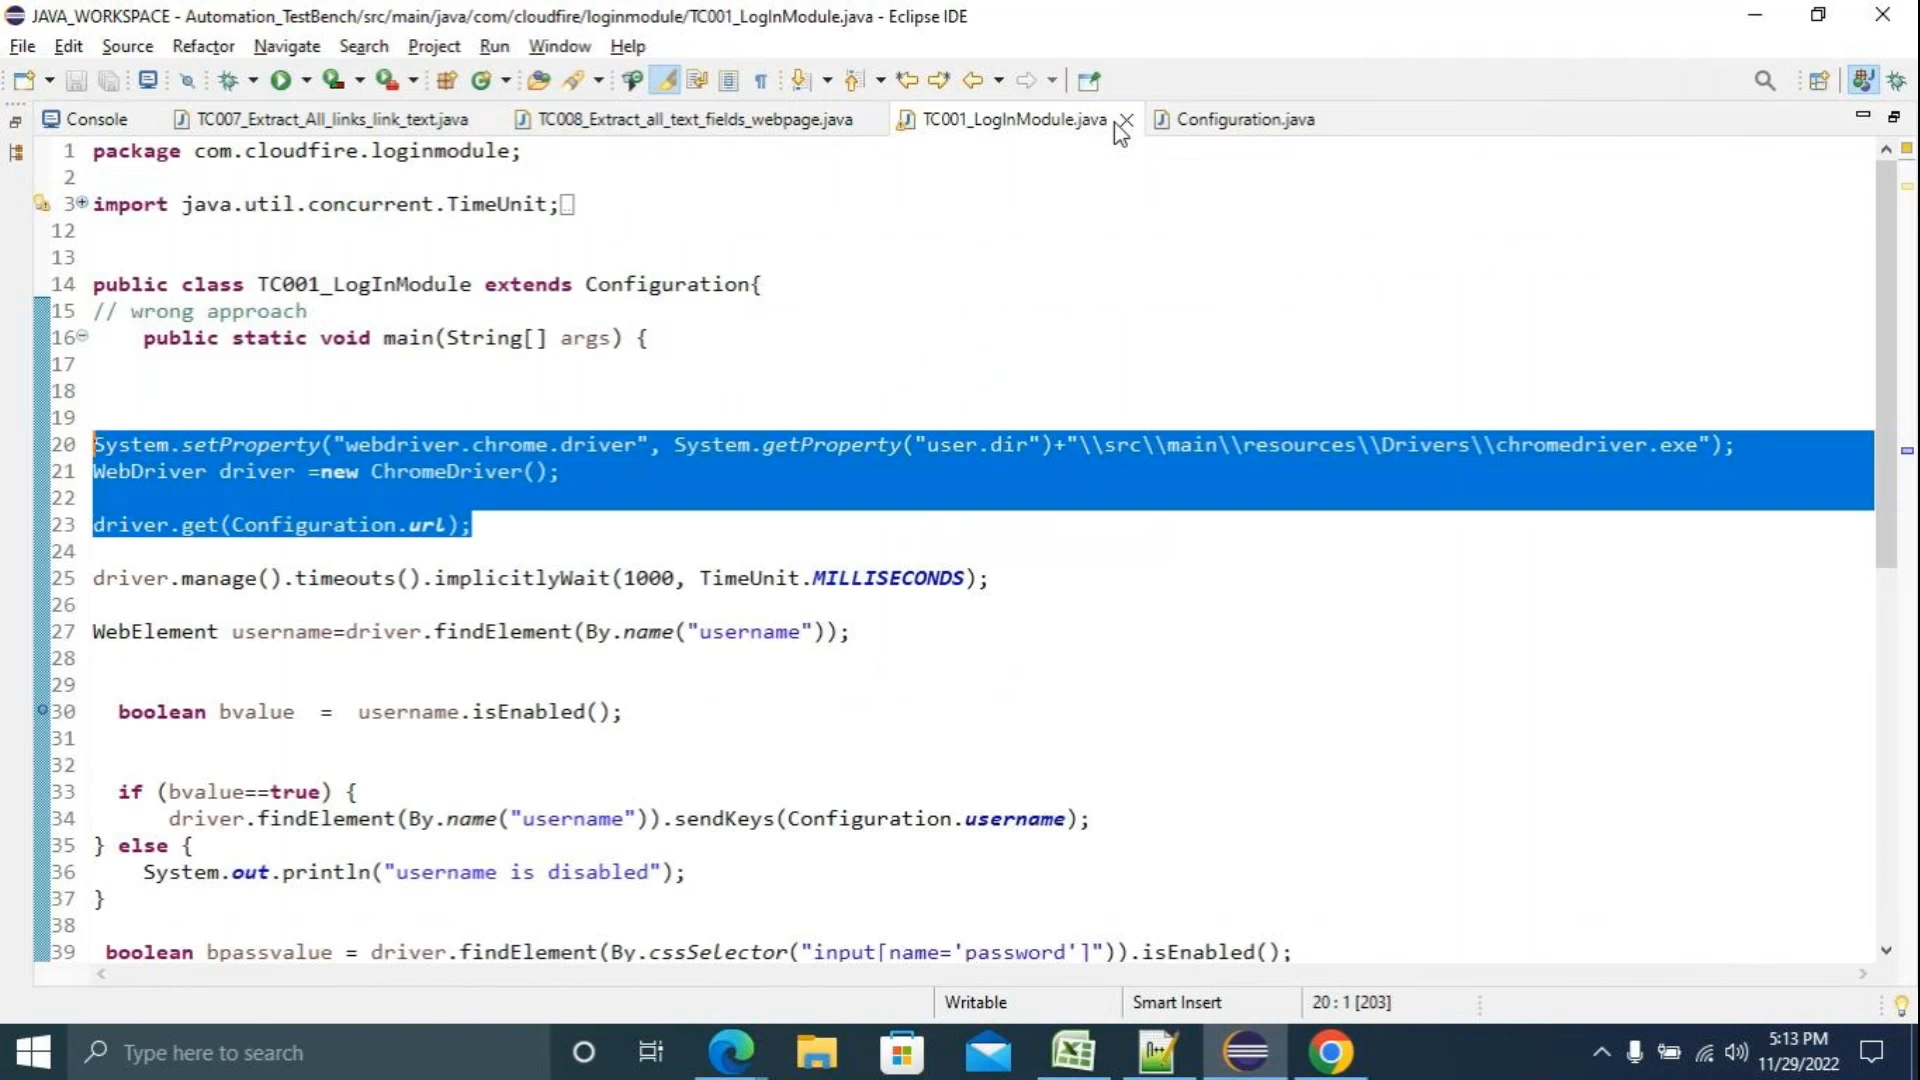 JAVA_WORKSPACE - Automation_TestBench/src/main/java/com/cloudfire/loginmodule/TC001_LogInModule.java - Eclipse IDE
File Edit Source Refactor Navigate Search Project Run Window Help
Console TC007_Extract_All_links_link_text.java TC008_Extract_all_text_fields_webpage.java TC001_LogInModule.java Configuration.java
1 package com.cloudfire.loginmodule;
2
3 import java.util.concurrent.TimeUnit;
12
13
14 public class TC001_LogInModule extends Configuration{
15 // wrong approach
16 public static void main(String[] args) {
17
18
19
20 System.setProperty("webdriver.chrome.driver", System.getProperty("user.dir")+"\\src\\main\\resources\\Drivers\\chromedriver.exe");
21 WebDriver driver =new ChromeDriver();
22
23 driver.get(Configuration.url);
24
25 driver.manage().timeouts().implicitlyWait(1000, TimeUnit.MILLISECONDS);
26
27 WebElement username=driver.findElement(By.name("username"));
28
29
30 boolean bvalue = username.isEnabled();
31
32
33 if (bvalue==true) {
34 driver.findElement(By.name("username")).sendKeys(Configuration.username);
35 } else {
36 System.out.println("username is disabled");
37 }
38
39 boolean bpassvalue = driver.findElement(By.cssSelector("input[name='password']")).isEnabled();
Writable Smart Insert 20 : 1 [203]
Type here to search
5:13 PM
11/29/2022